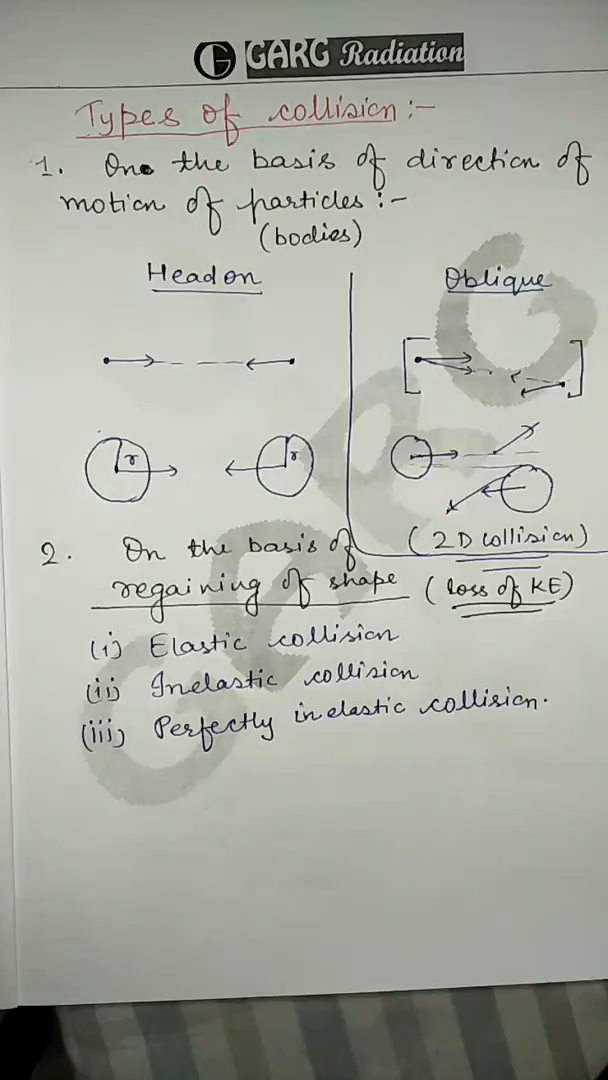 GARG Radiation
Types of collision :-
1. One the basis of direction of
motion of particles :-
(bodies)
Head on
Oblique
r
r
(2D collision)
2. On the basis of
regaining of shape (loss of KE)
(i) Elastic collision
(ii) Inelastic collision
(iii) Perfectly inelastic collision.
GARG